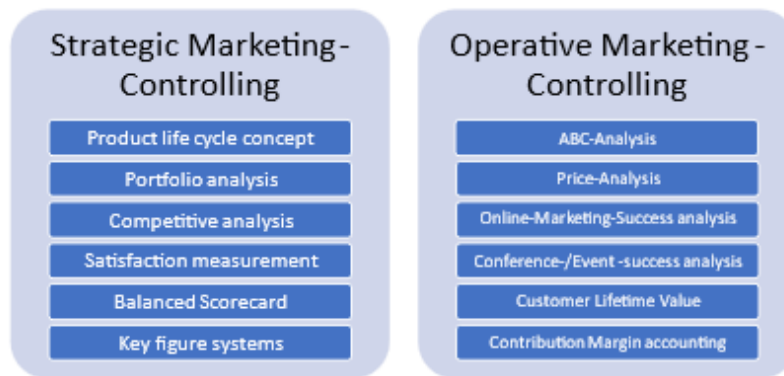 Strategic Marketing-
Controlling
Product life cycle concept
Portfolio analysis
Competitive analysis
Satisfaction measurement
Balanced Scorecard
Key figure systems
Operative Marketing -
Controlling
ABC-Analysis
Price-Analysis
Online-Marketing-Success analysis
Conference-/Event -success analysis
Customer Lifetime Value
Contribution Margin accounting